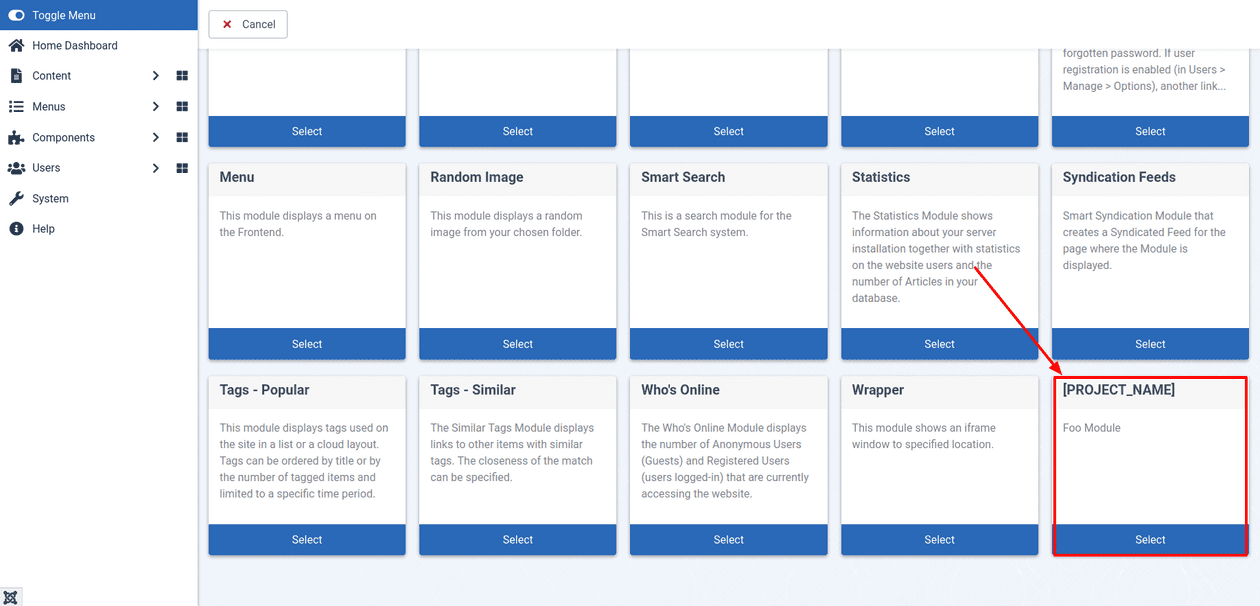 Toggle Menu
Home Dashboard
Content
Menus
Components
Users
System
Help
Cancel
forgotten password. If user
registration is enabled (in Users >
Manage > Options), another link...
Select
Select
Select
Select
Select
Menu
This module displays a menu on
the Frontend.
Select
Random Image
This module displays a random
image from your chosen folder.
Select
Smart Search
This is a search module for the
Smart Search system.
Select
Statistics
The Statistics Module shows
information about your server
installation together with statistics
on the website users and the
number of Articles in your
database.
Select
Syndication Feeds
Smart Syndication Module that
creates a Syndicated Feed for the
page where the Module is
displayed.
Select
Tags - Popular
This module displays tags used on
the site in a list or a cloud layout.
Tags can be ordered by title or by
the number of tagged items and
limited to a specific time period.
Select
Tags - Similar
The Similar Tags Module displays
links to other items with similar
tags. The closeness of the match
can be specified.
Select
Who's Online
The Who's Online Module displays
the number of Anonymous Users
(Guests) and Registered Users
(users logged-in) that are currently
accessing the website.
Select
Wrapper
This module shows an iframe
window to specified location.
Select
[PROJECT_NAME]
Foo Module
Select